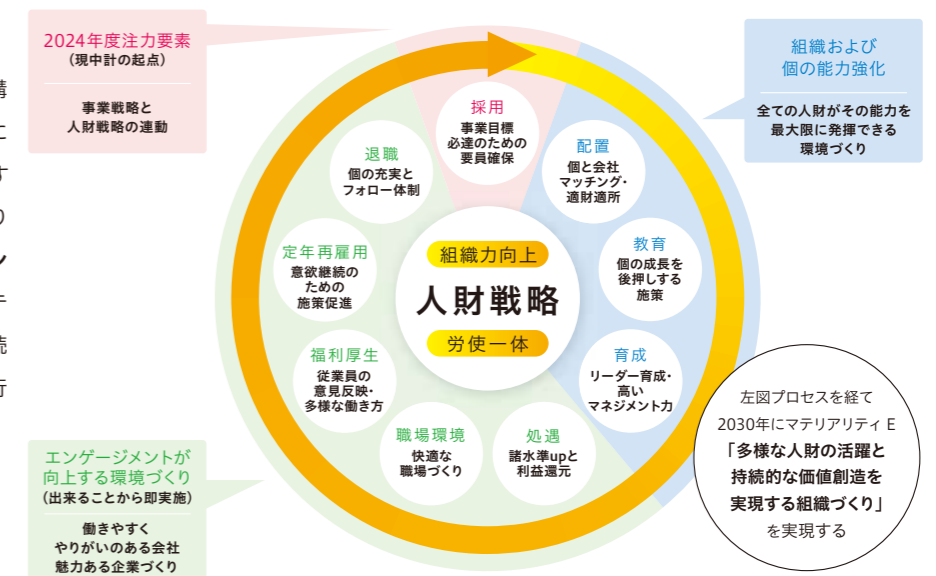 2024年度注力要素
（現中計の起点）
事業戦略と
人財戦略の連動
組織および
個の能力強化
全ての人財がその能力を
最大限に発揮できる
環境づくり
採用
事業目標
必達のための
要員確保
配置
個と会社
マッチング・
適財適所
教育
個の成長を
後押しする
施策
育成
リーダー育成・
高い
マネジメント力
処遇
諸水準upと
利益還元
職場環境
快適な
職場づくり
福利厚生
従業員の
意見反映・
多様な働き方
定年再雇用
意欲継続の
ための
施策促進
退職
個の充実と
フォロー体制
組織力向上
人財戦略
労使一体
エンゲージメントが
向上する環境づくり
（出来ることから即実施）
働きやすく
やりがいのある会社
魅力ある企業づくり
左図プロセスを経て
2030年にマテリアリティ E
「多様な人財の活躍と
持続的な価値創造を
実現する組織づくり」
を実現する